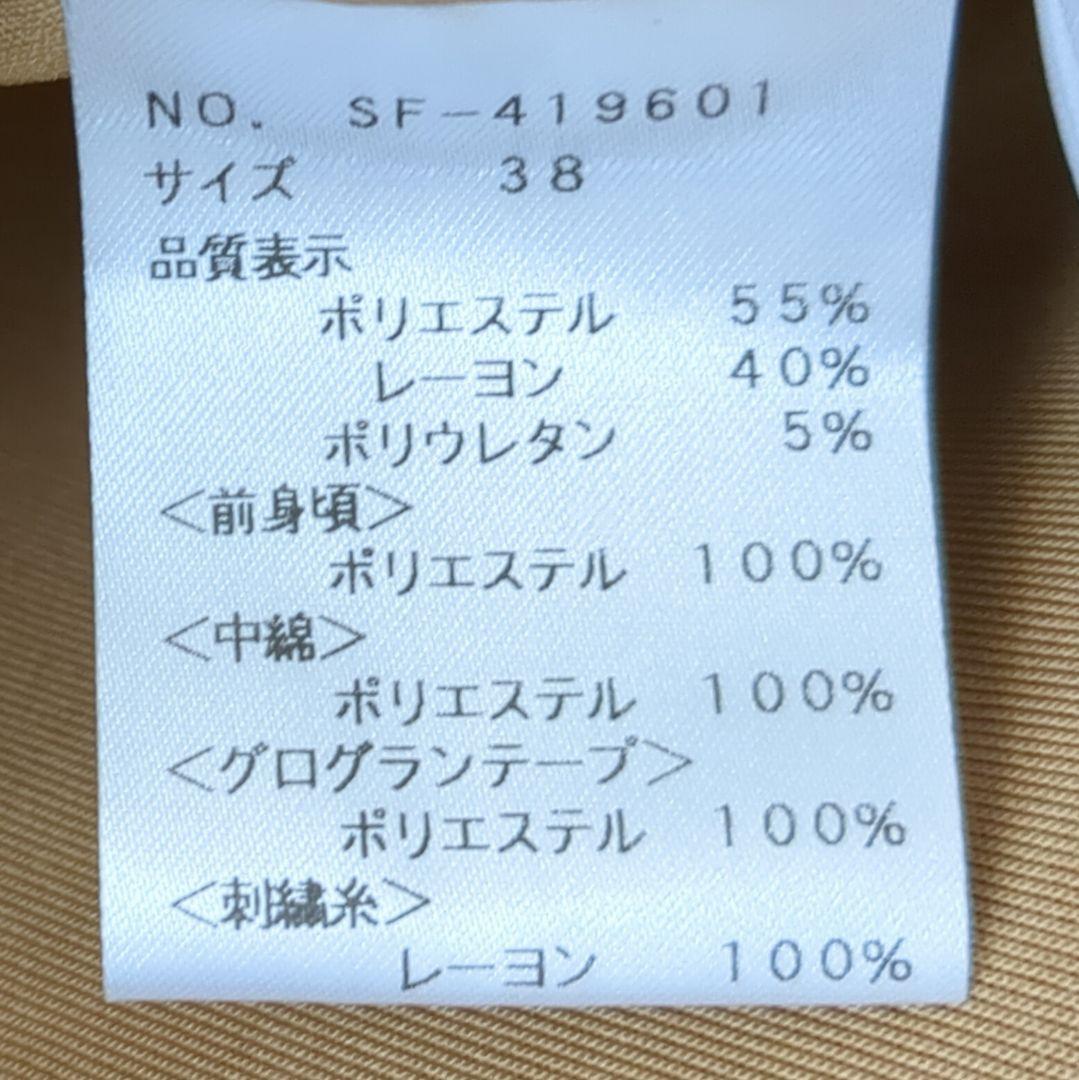 NO. SF-419601
サイズ 38
品質表示
ポリエステル 55%
レーヨン 40%
ポリウレタン 5%
<前身頃>
ポリエステル 100%
<中綿>
ポリエステル 100%
<グログランテープ>
ポリエステル 100%
<刺繍糸>
レーヨン 100%